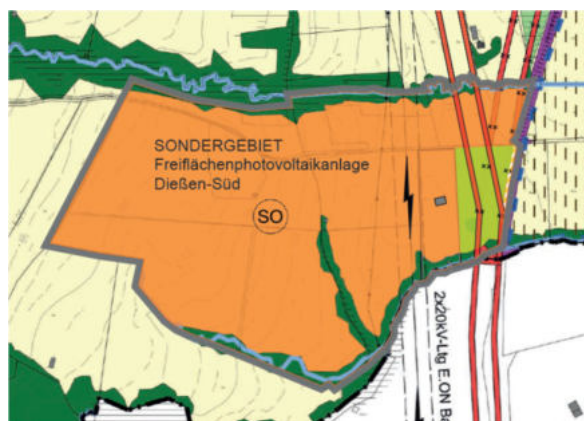 SONDERGEBIET
Freiflächenphotovoltaikanlage
Dießen-Süd
SO
2x20kV-Ltg E.ON Ba